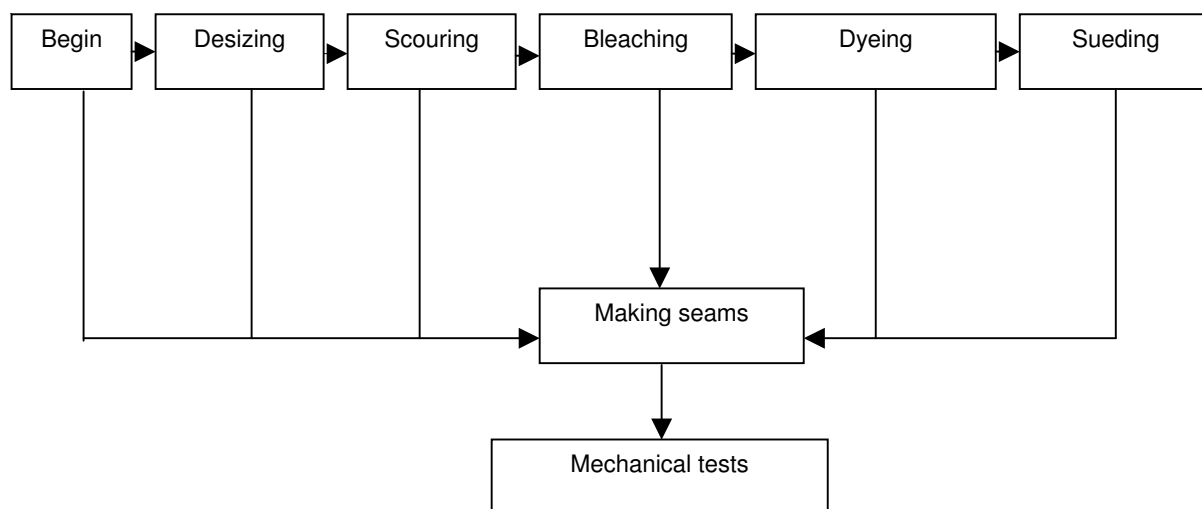 Begin
Desizing
Scouring
Bleaching
Dyeing
Sueding
Making seams
Mechanical tests